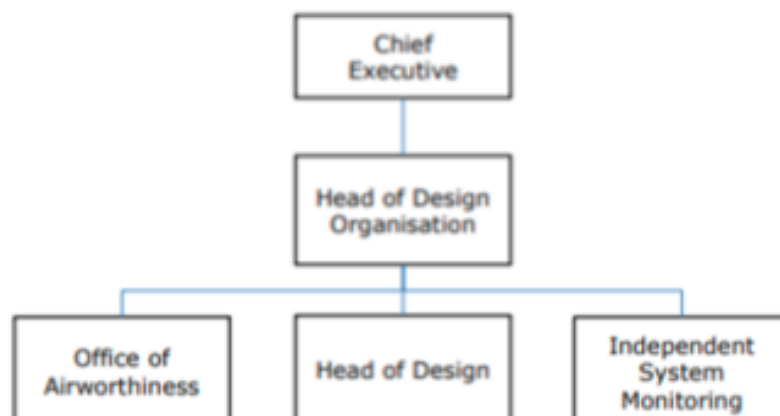 Chief
Executive
Head of Design
Organisation
Office of
Airworthiness
Head of Design
Independent
System
Monitoring